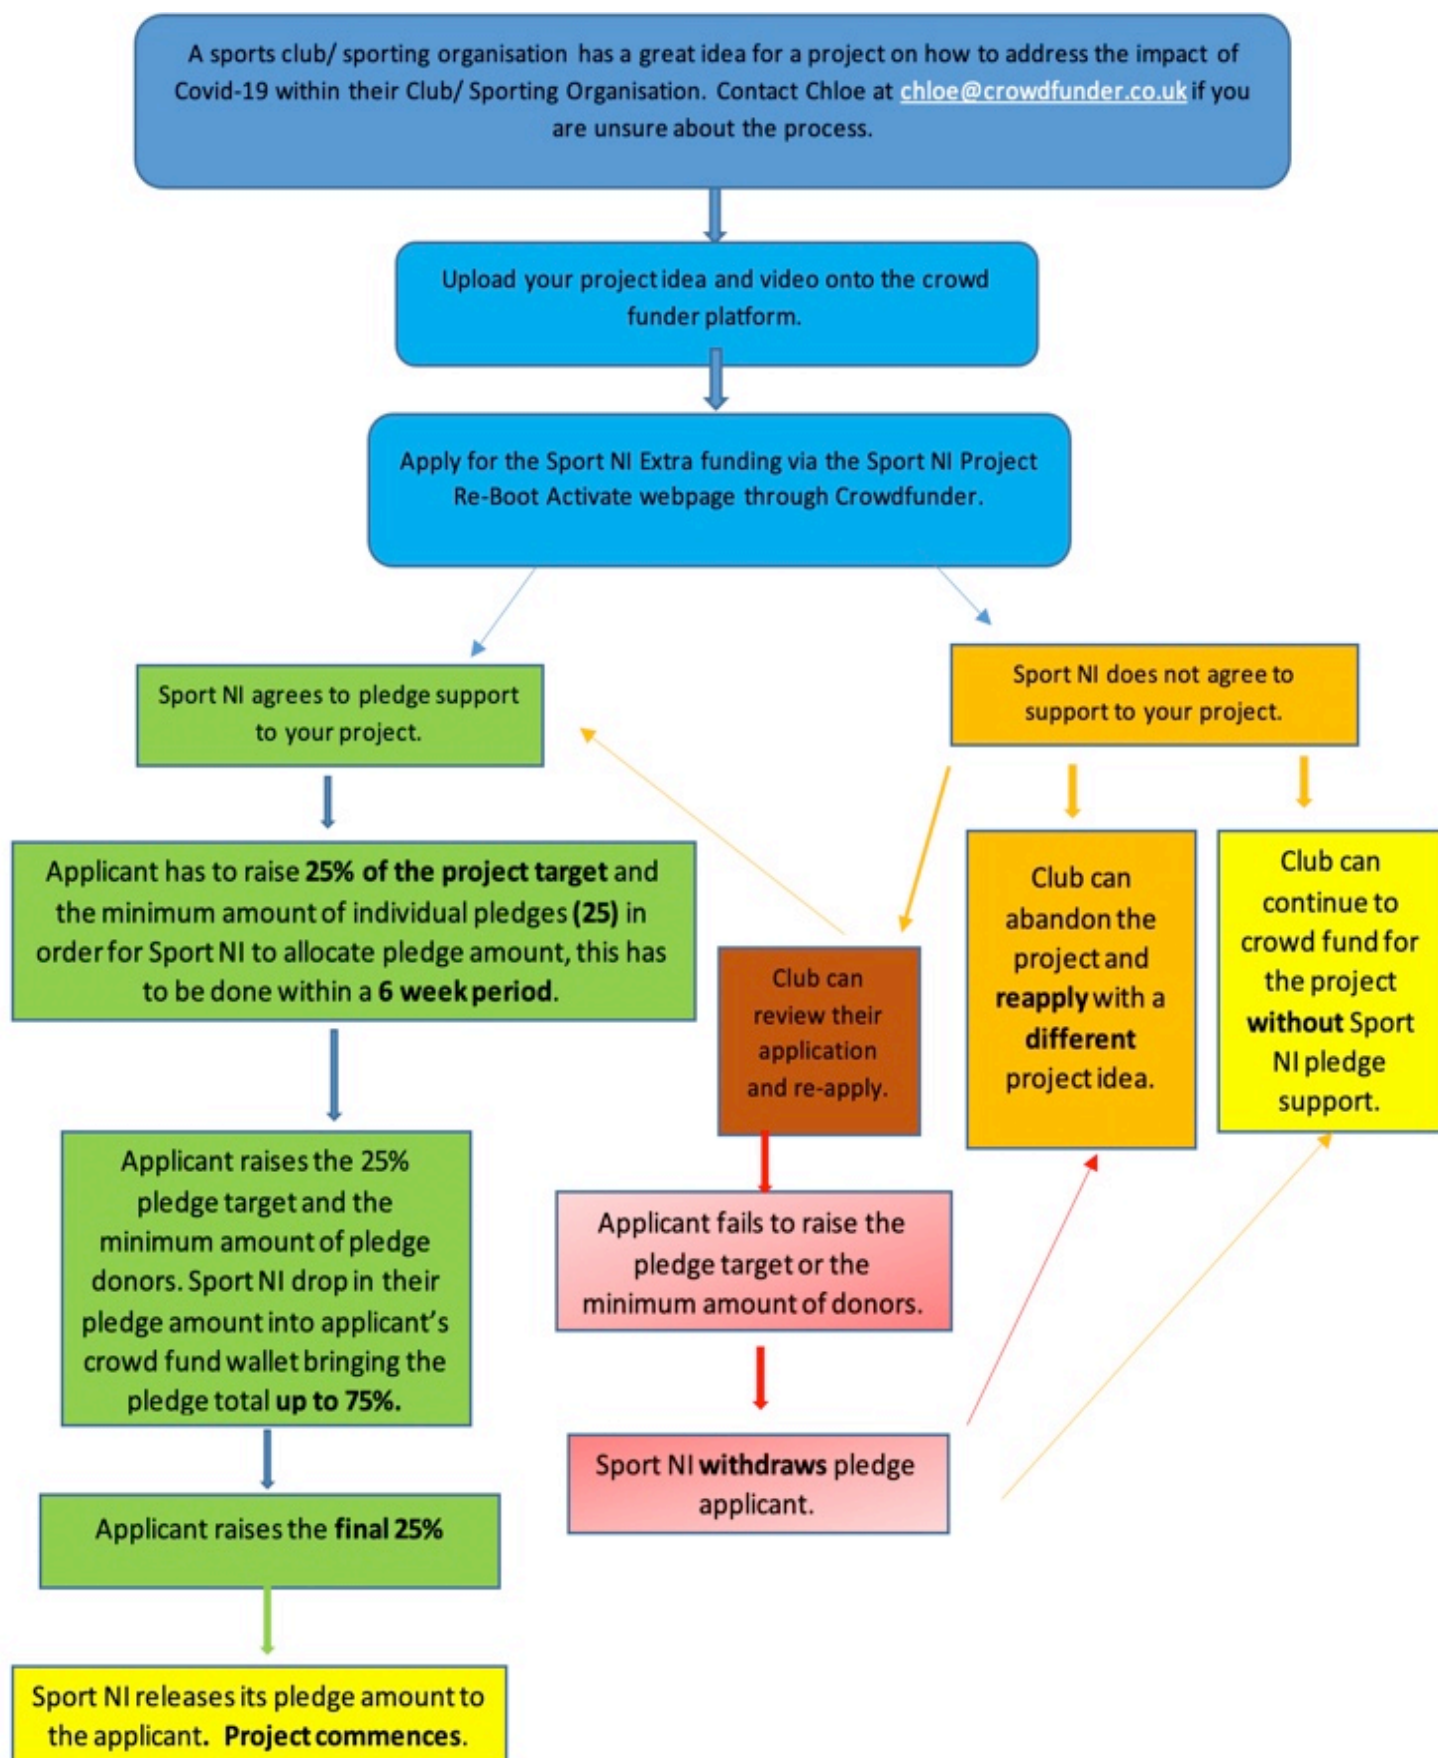 A sports club/ sporting organisation has a great idea for a project on how to address the impact of
Covid-19 within their Club/ Sporting Organisation. Contact Chloe at chloe@crowdfunder.co.uk if you
are unsure about the process.
Upload your project idea and video onto the crowd
funder platform.
Apply for the Sport NI Extra funding via the Sport NI Project
Re-Boot Activate webpage through Crowdfunder.
Sport NI agrees to pledge support
to your project.
Sport NI does not agree to
support to your project.
Applicant has to raise 25% of the project target and
the minimum amount of individual pledges (25) in
order for Sport NI to allocate pledge amount, this has
to be done within a 6 week period.
Club can
review their
application
and re-apply.
Club can
abandon the
project and
reapply with a
different
project idea.
Club can
continue to
crowd fund for
the project
without Sport
NI pledge
support.
Applicant raises the 25%
pledge target and the
minimum amount of pledge
donors. Sport NI drop in their
pledge amount into applicant's
crowd fund wallet bringing the
pledge total up to 75%.
Applicant fails to raise the
pledge target or the
minimum amount of donors.
Sport NI withdraws pledge
applicant.
Applicant raises the final 25%
Sport NI releases its pledge amount to
the applicant. Project commences.